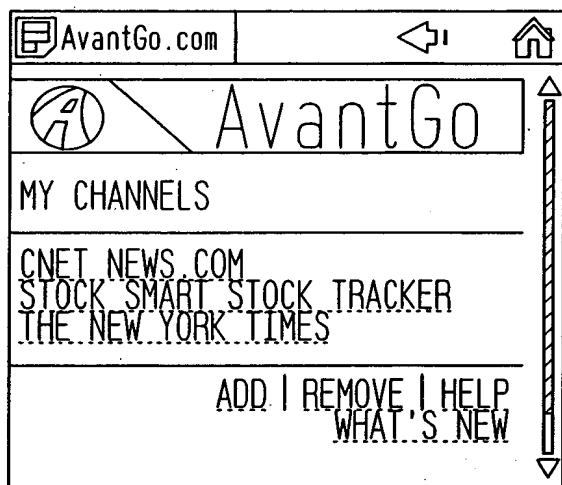 AvantGo.com
AvantGo
MY CHANNELS
CNET NEWS.COM
STOCK SMART STOCK TRACKER
THE NEW YORK TIMES
ADD | REMOVE | HELP
WHAT'S NEW